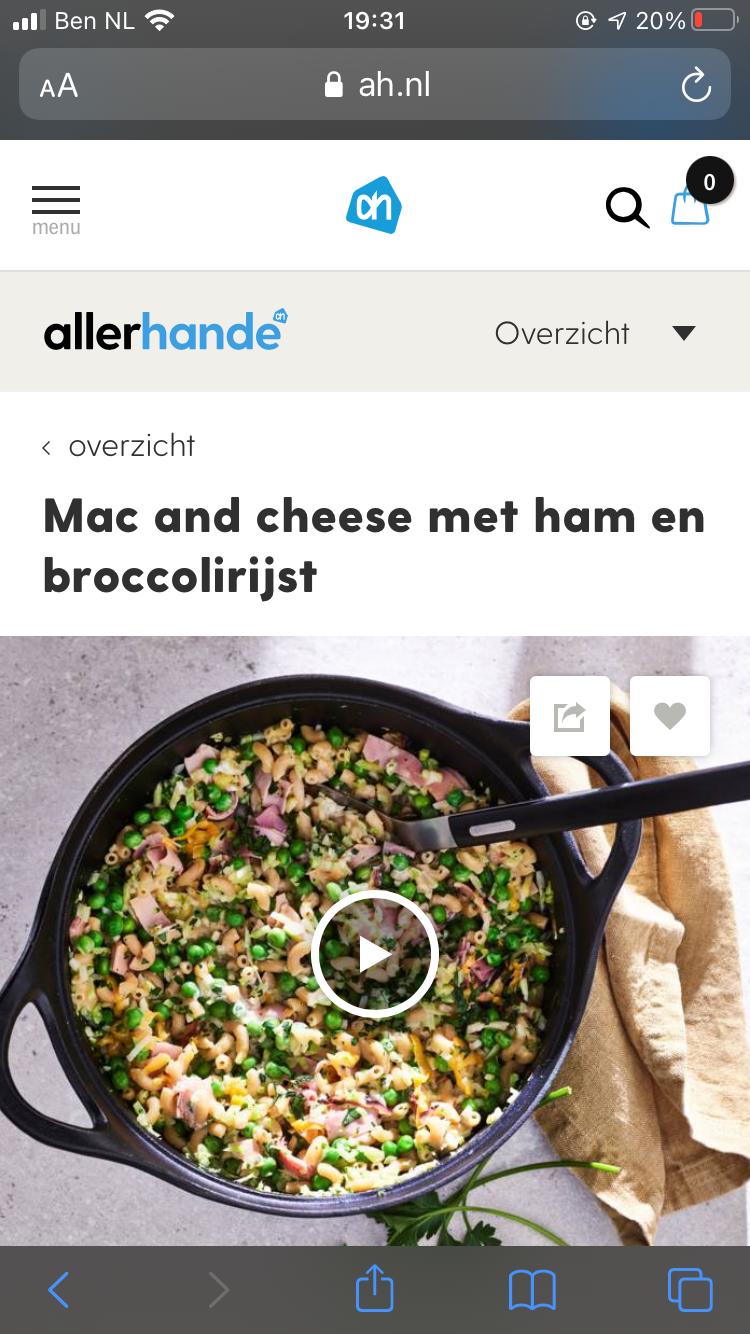 Ben NL
19:31
20%
AA
ah.nl
menu
ah
0
allerhande
ah
Overzicht
overzicht
Mac and cheese met ham en
broccolirijst